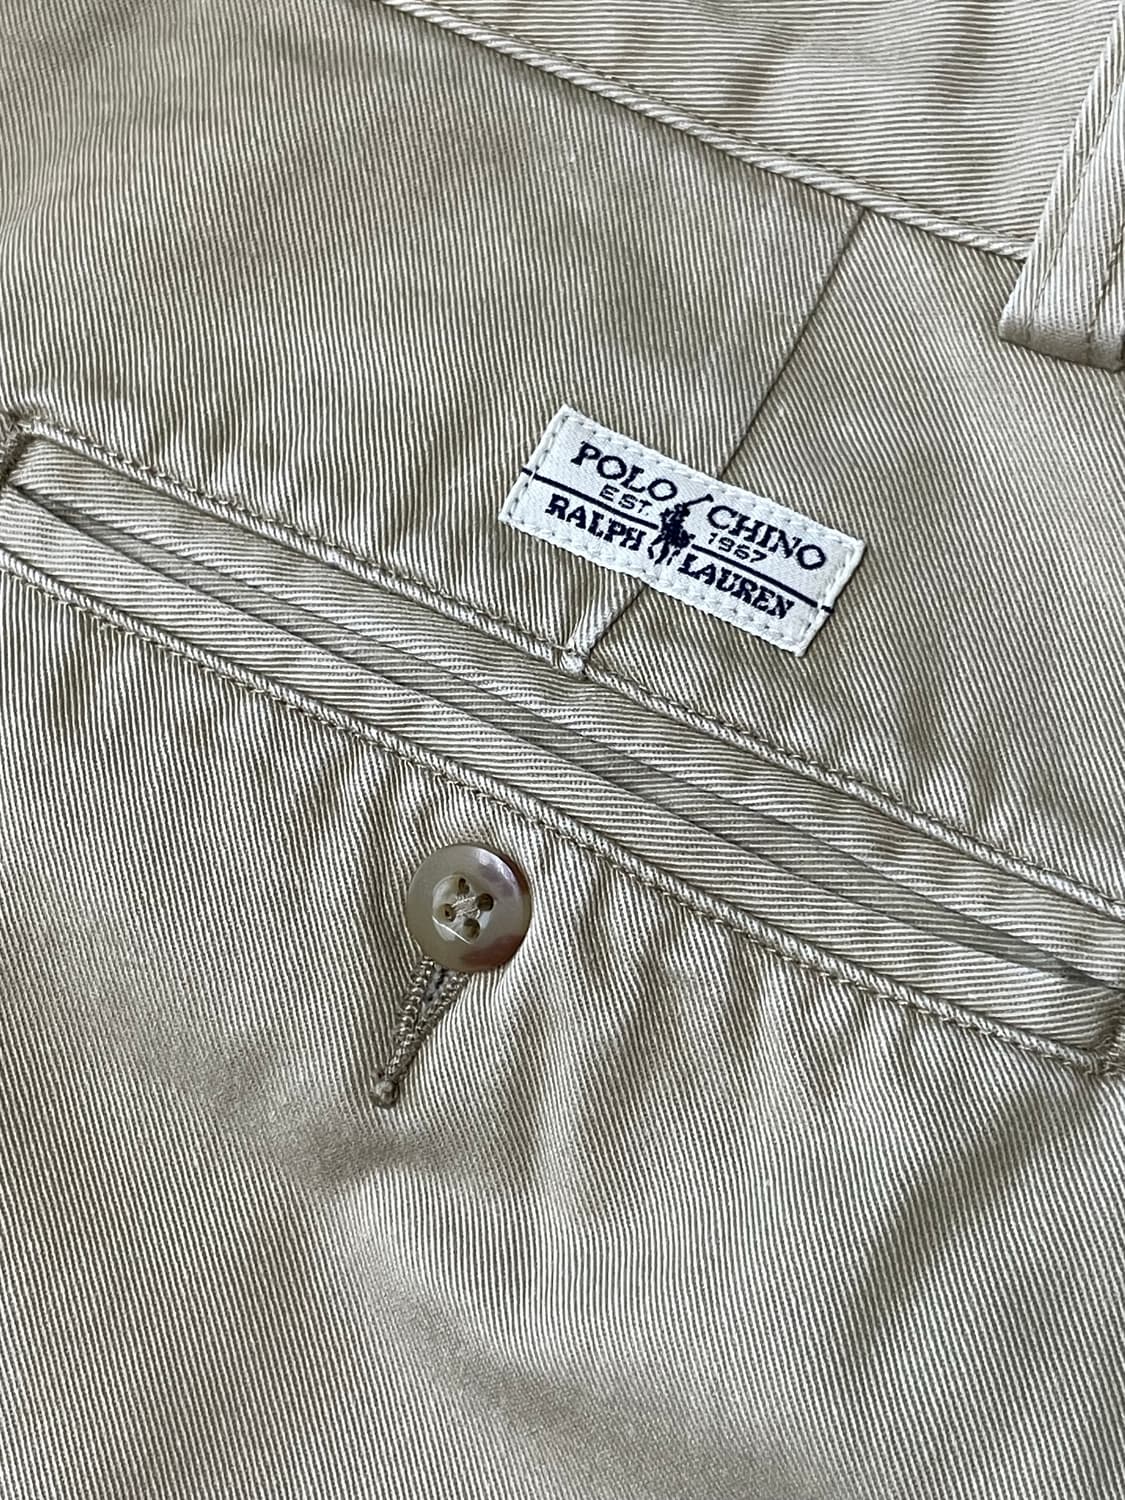 POLO CHINO
EST. 1967
RALPH LAUREN